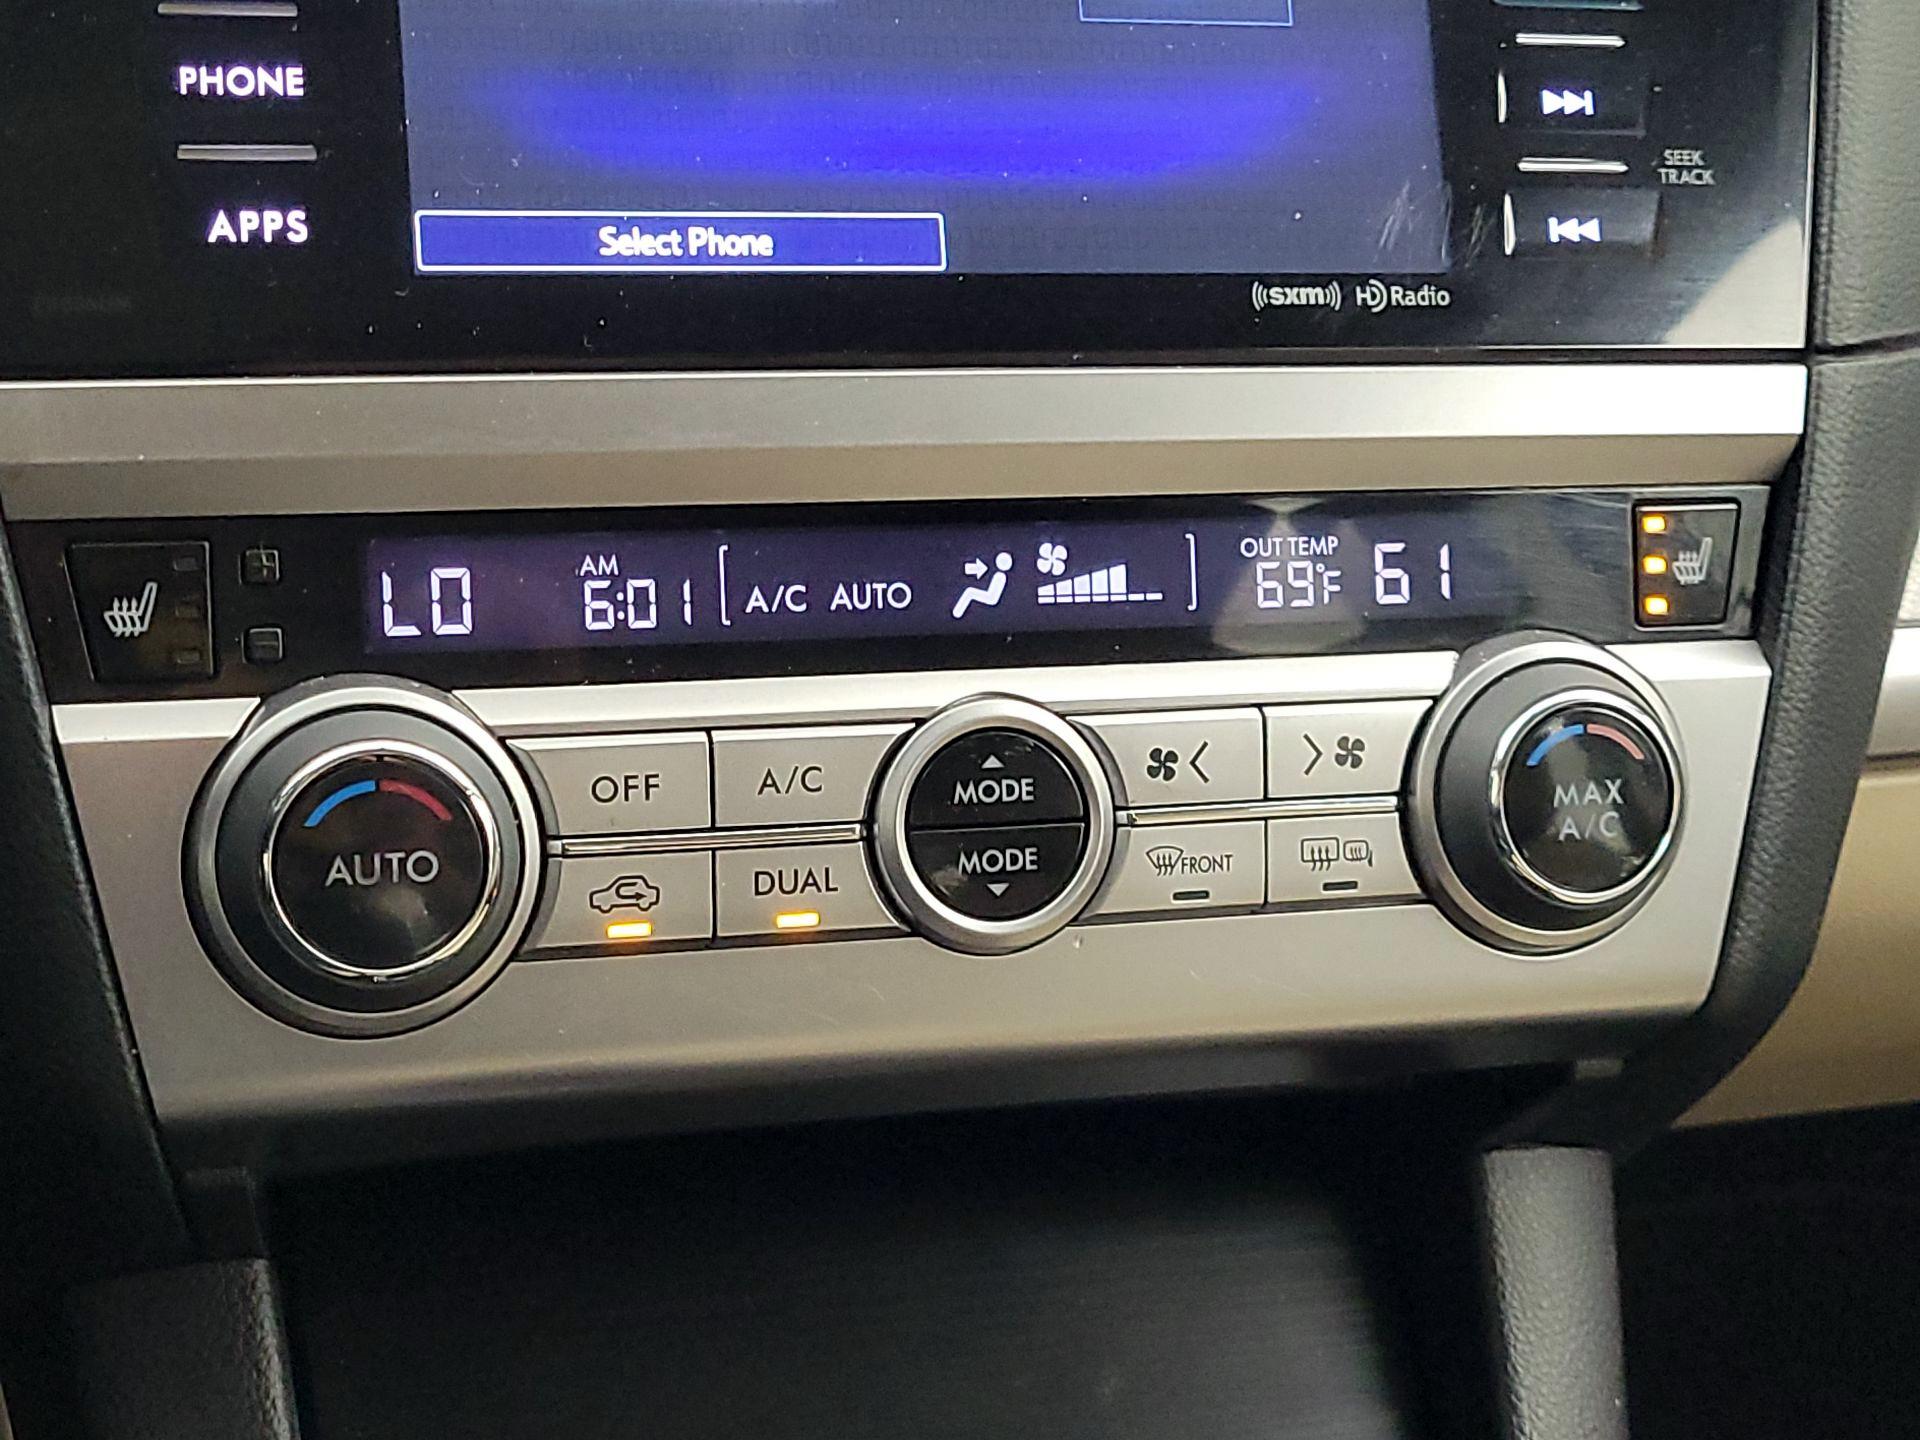 PHONE
APPS
Select Phone
SEEK
TRACK
((( sxm))) HD Radio
LO
AM
6:01
A/C AUTO
OUT TEMP
69°F
61
AUTO
OFF
A/C
DUAL
MODE
MODE
FRONT
MAX
A/C